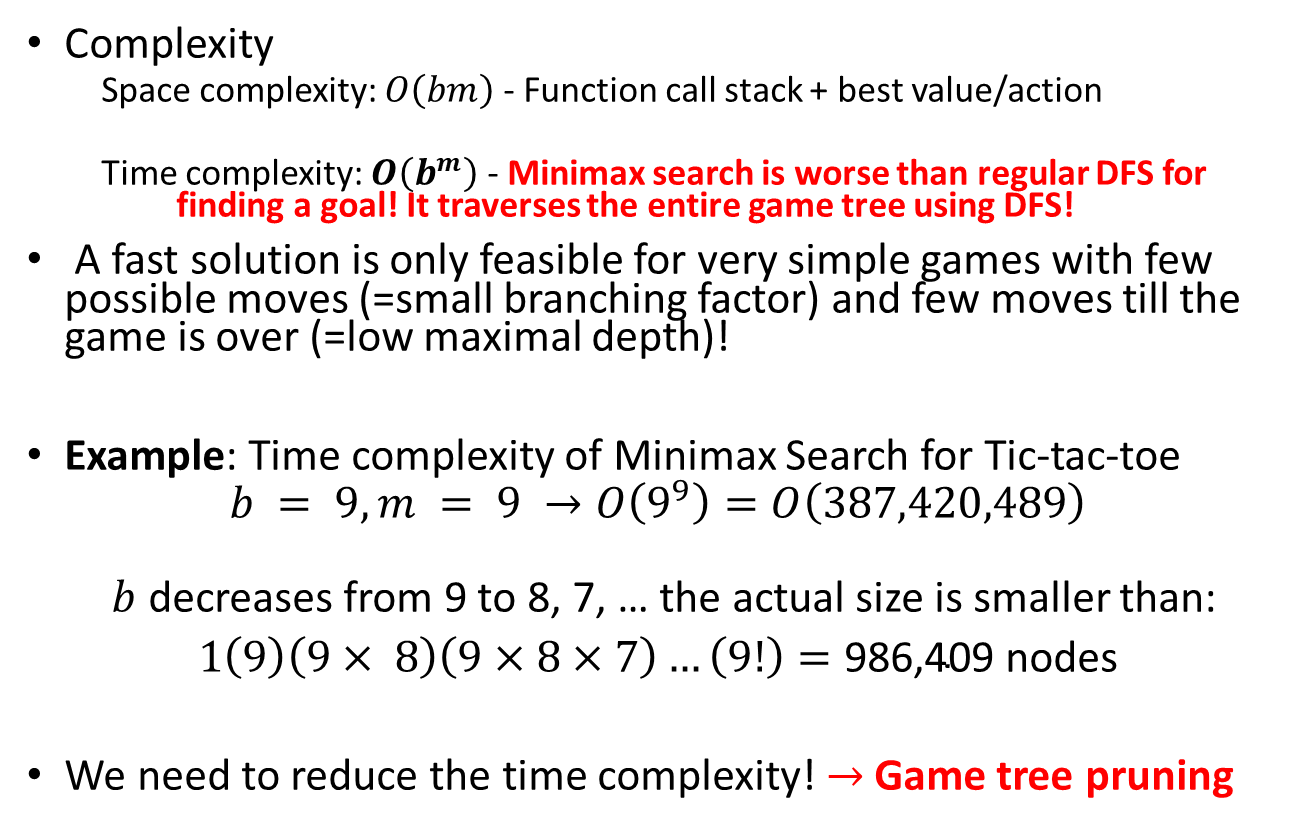 • Complexity
Space complexity: O(bm) - Function call stack + best value/action
Time complexity: O(bᵐ) - Minimax search is worse than regular DFS for
finding a goal! It traverses the entire game tree using DFS!
• A fast solution is only feasible for very simple games with few
possible moves (=small branching factor) and few moves till the
game is over (=low maximal depth)!
• Example: Time complexity of Minimax Search for Tic-tac-toe
b = 9, m = 9 → O(9⁹) = O(387,420,489)
b decreases from 9 to 8, 7, … the actual size is smaller than:
1(9)(9 × 8)(9 × 8 × 7) … (9!) = 986,409 nodes
• We need to reduce the time complexity! → Game tree pruning